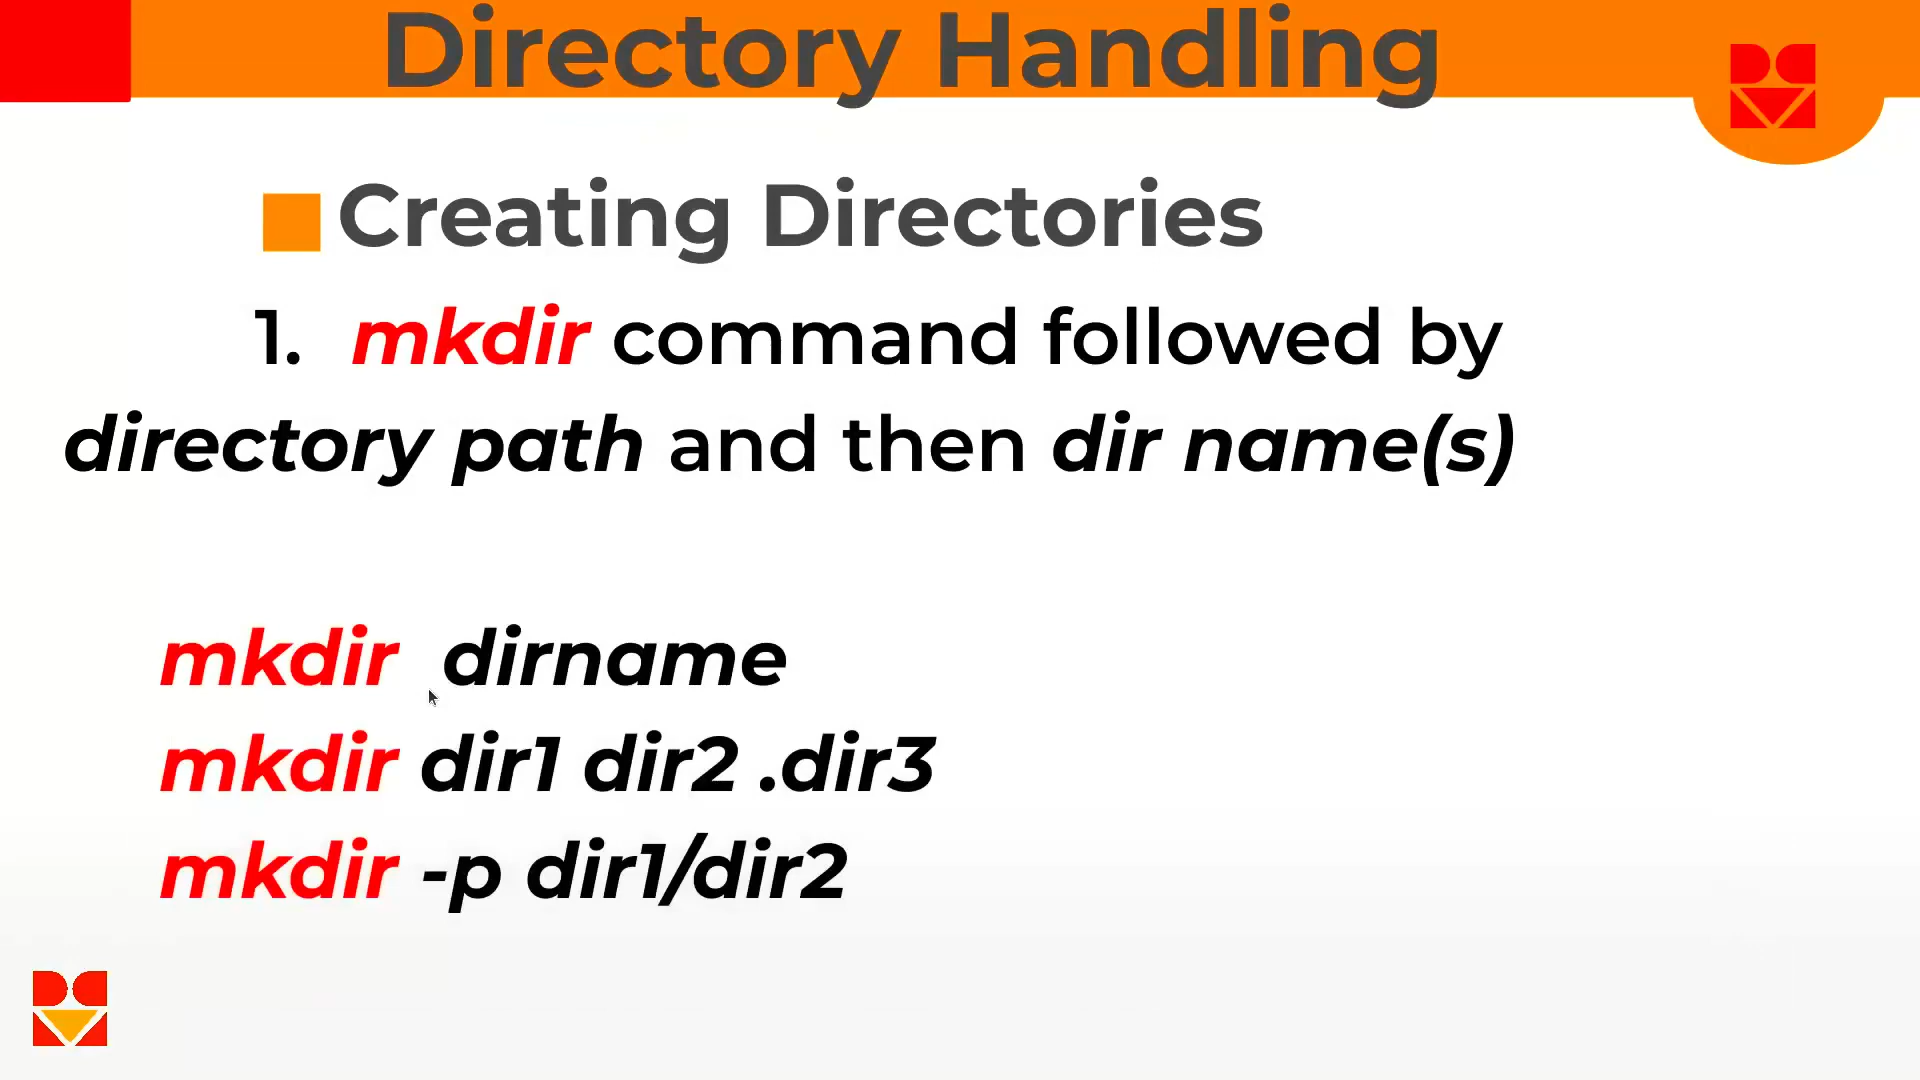 Directory Handling
Creating Directories
1. mkdir command followed by
directory path and then dir name(s)
mkdir dirname
mkdir dir1 dir2 .dir3
mkdir -p dir1/dir2